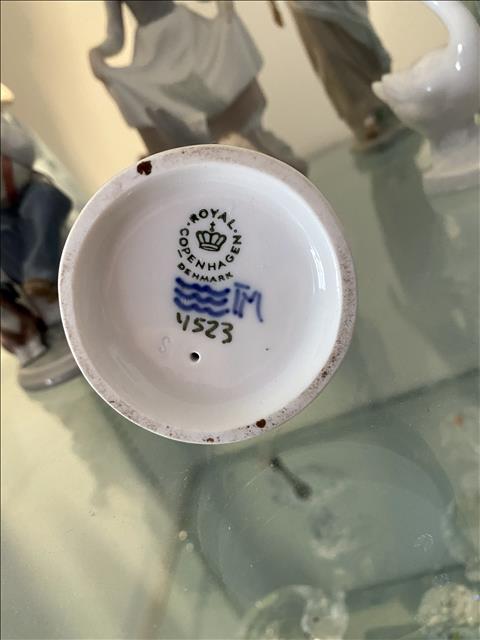 ROYAL
COPENHAGEN
DENMARK
TM
4523
S